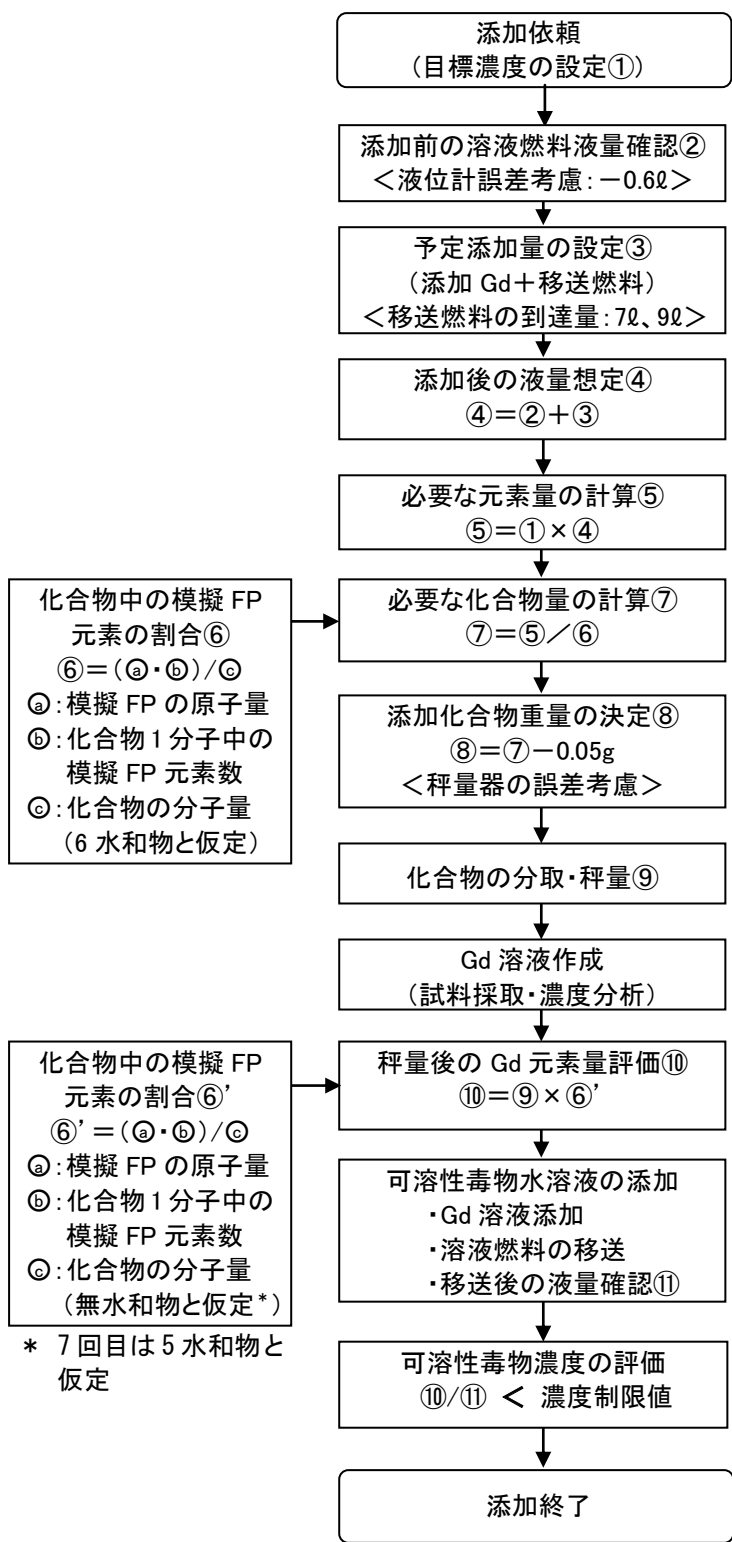 添加依頼
(目標濃度の設定①)
添加前の溶液燃料液量確認②
＜液位計誤差考慮：－0.6ℓ＞
予定添加量の設定③
（添加 Gd＋移送燃料）
＜移送燃料の到達量：7ℓ、9ℓ＞
添加後の液量想定④
④＝②＋③
必要な元素量の計算⑤
⑤＝①×④
化合物中の模擬 FP
元素の割合⑥
⑥＝(ⓐ・ⓑ)/ⓒ
ⓐ：模擬 FP の原子量
ⓑ：化合物１分子中の
模擬 FP 元素数
ⓒ：化合物の分子量
（6 水和物と仮定）
必要な化合物量の計算⑦
⑦＝⑤／⑥
添加化合物重量の決定⑧
⑧＝⑦－0.05g
＜秤量器の誤差考慮＞
化合物の分取・秤量⑨
Gd 溶液作成
（試料採取・濃度分析）
化合物中の模擬 FP
元素の割合⑥’
⑥’＝(ⓐ・ⓑ)/ⓒ
ⓐ：模擬 FP の原子量
ⓑ：化合物１分子中の
模擬 FP 元素数
ⓒ：化合物の分子量
（無水和物と仮定*）
* 7 回目は 5 水和物と
仮定
秤量後の Gd 元素量評価⑩
⑩＝⑨×⑥’
可溶性毒物水溶液の添加
・Gd 溶液添加
・溶液燃料の移送
・移送後の液量確認⑪
可溶性毒物濃度の評価
⑩/⑪ ＜ 濃度制限値
添加終了